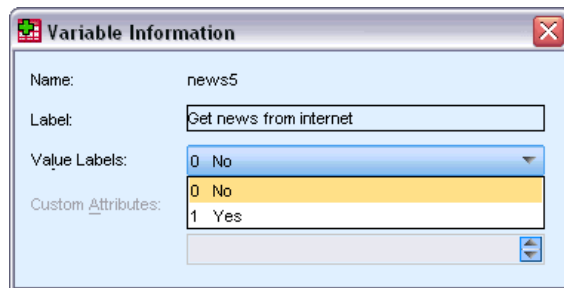 Variable Information
Name: news5
Label: Get news from internet
Value Labels: 0 No
0 No
Custom Attributes:
1 Yes